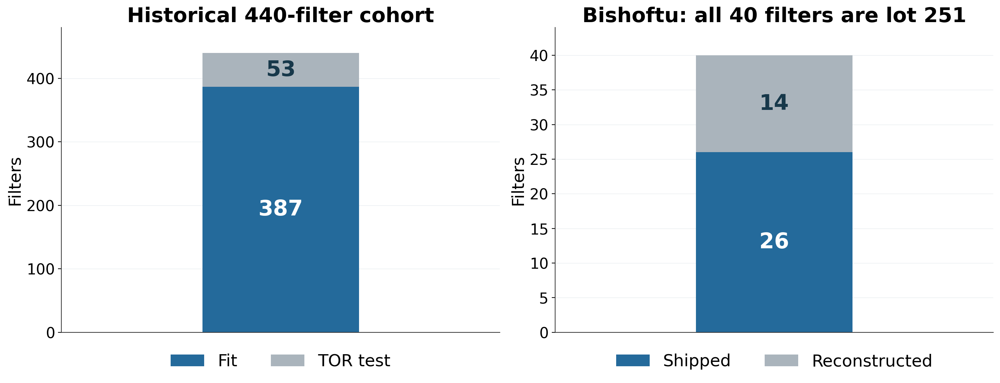 Historical 440-filter cohort
Filters
400
300
200
100
0
53
387
Fit
TOR test
Bishoftu: all 40 filters are lot 251
Filters
40
35
30
25
20
15
10
5
0
14
26
Shipped
Reconstructed